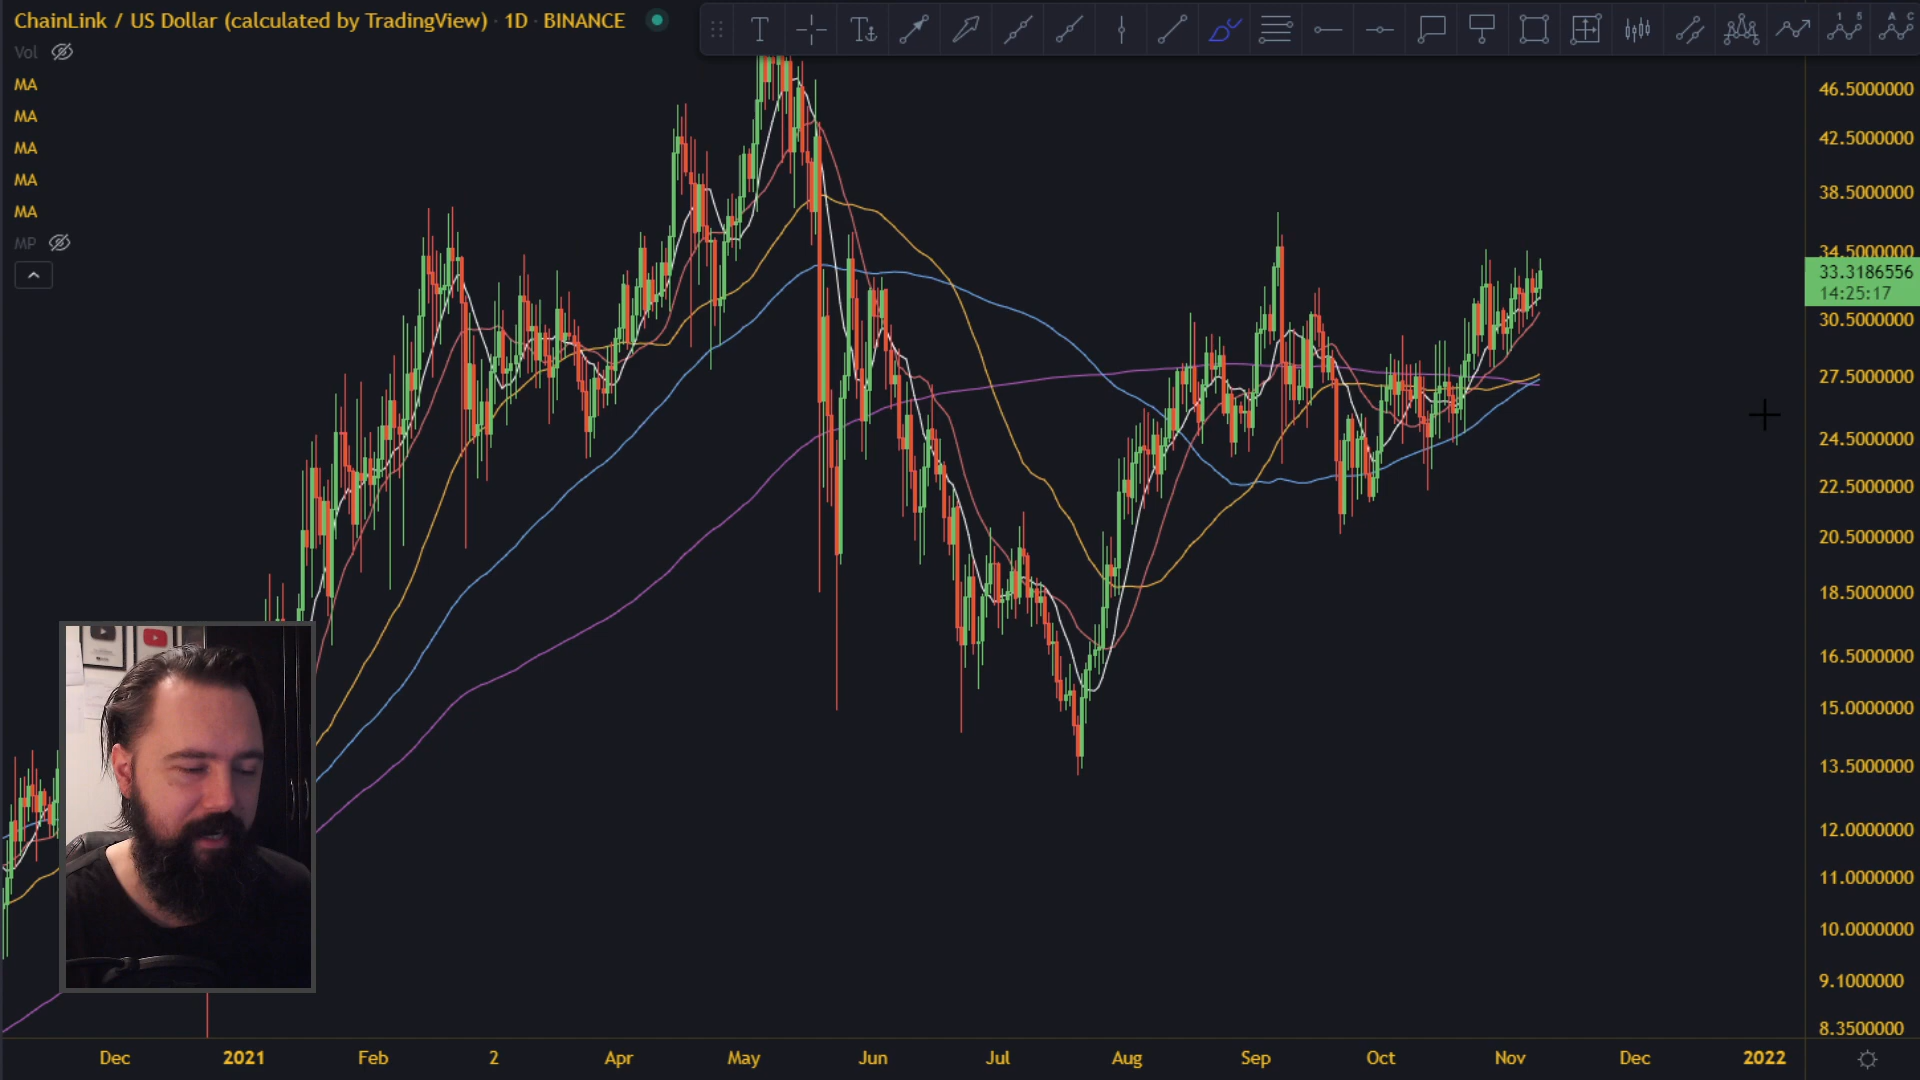 ChainLink / US Dollar (calculated by TradingView) · 1D · BINANCE
Vol
MA
MA
MA
MA
MA
MP
46.5000000
42.5000000
38.5000000
34.5000000
33.3186556
14:25:17
30.5000000
27.5000000
24.5000000
22.5000000
20.5000000
18.5000000
16.5000000
15.0000000
13.5000000
12.0000000
11.0000000
10.0000000
9.1000000
8.3500000
Dec 2021 Feb 2 Apr May Jun Jul Aug Sep Oct Nov Dec 2022